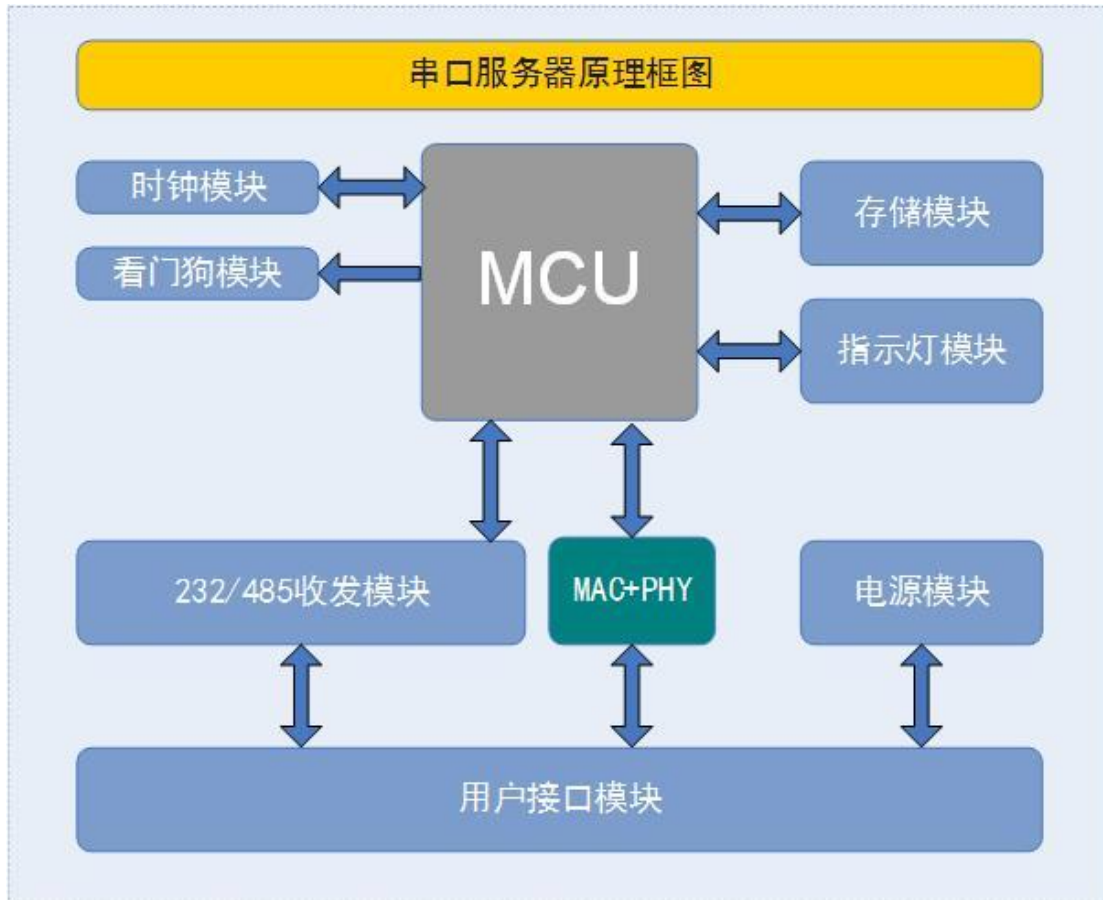 串口服务器原理框图
时钟模块
看门狗模块
MCU
存储模块
指示灯模块
232/485收发模块
MAC+PHY
电源模块
用户接口模块